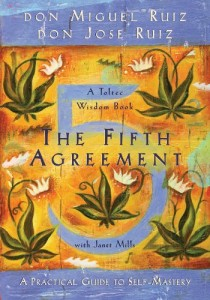 DON MIGUEL RUIZ
DON JOSE RUIZ
A Toltec
Wisdom Book
5
THE FIFTH
AGREEMENT
with Janet Mills
A PRACTICAL GUIDE TO SELF-MASTERY